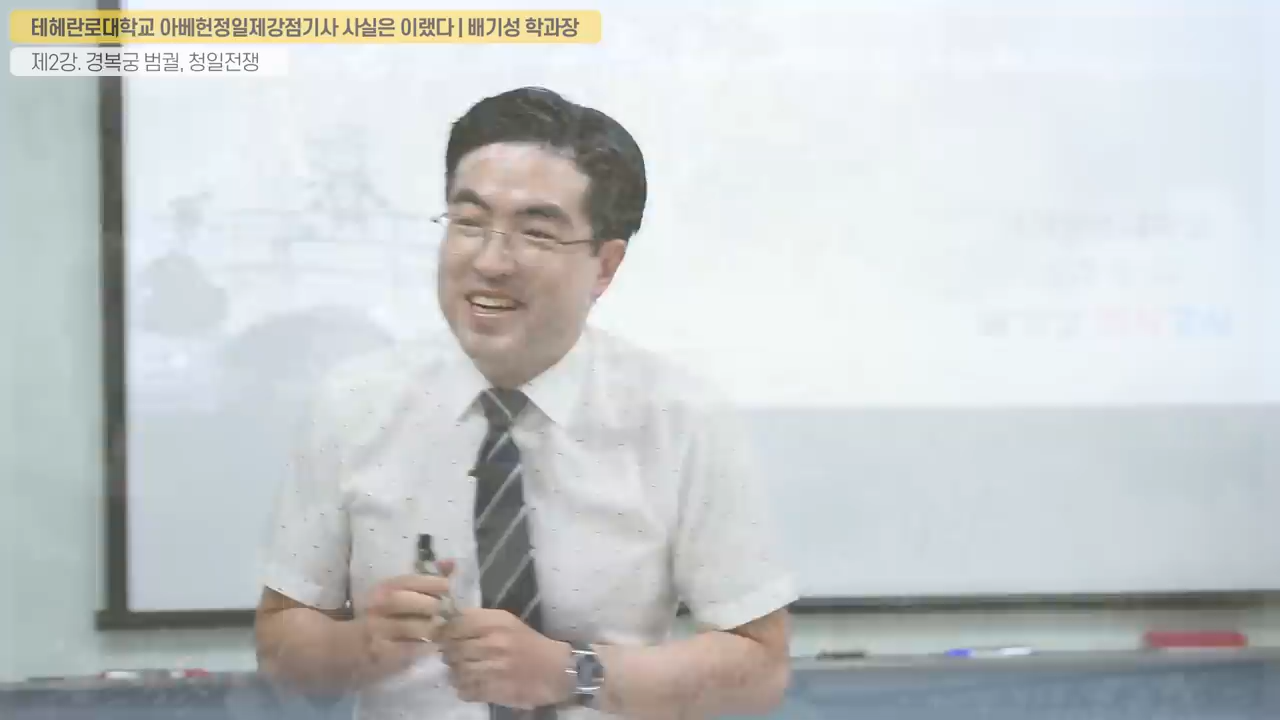 테헤란로대학교 아베헌정일제강점기사 사실은 이랬다 | 배기성 학과장
제2강. 경복궁 범궐, 청일전쟁